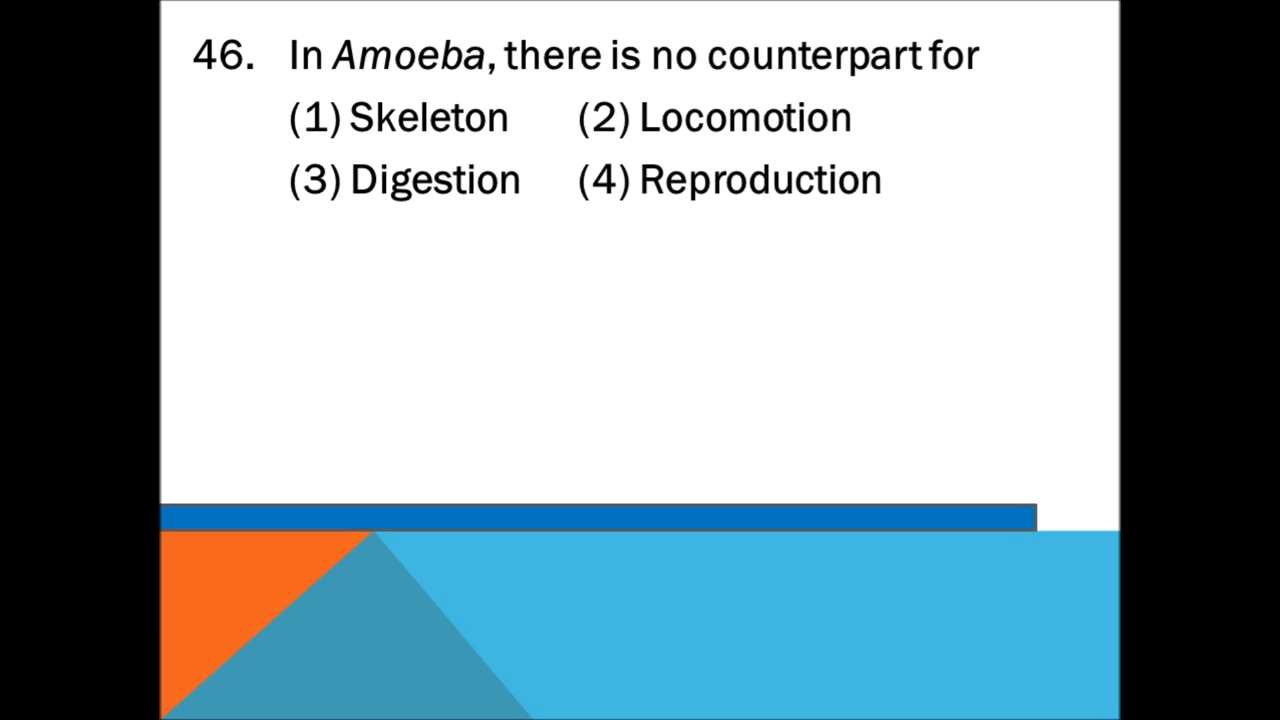 46. In Amoeba, there is no counterpart for
(1) Skeleton (2) Locomotion
(3) Digestion (4) Reproduction